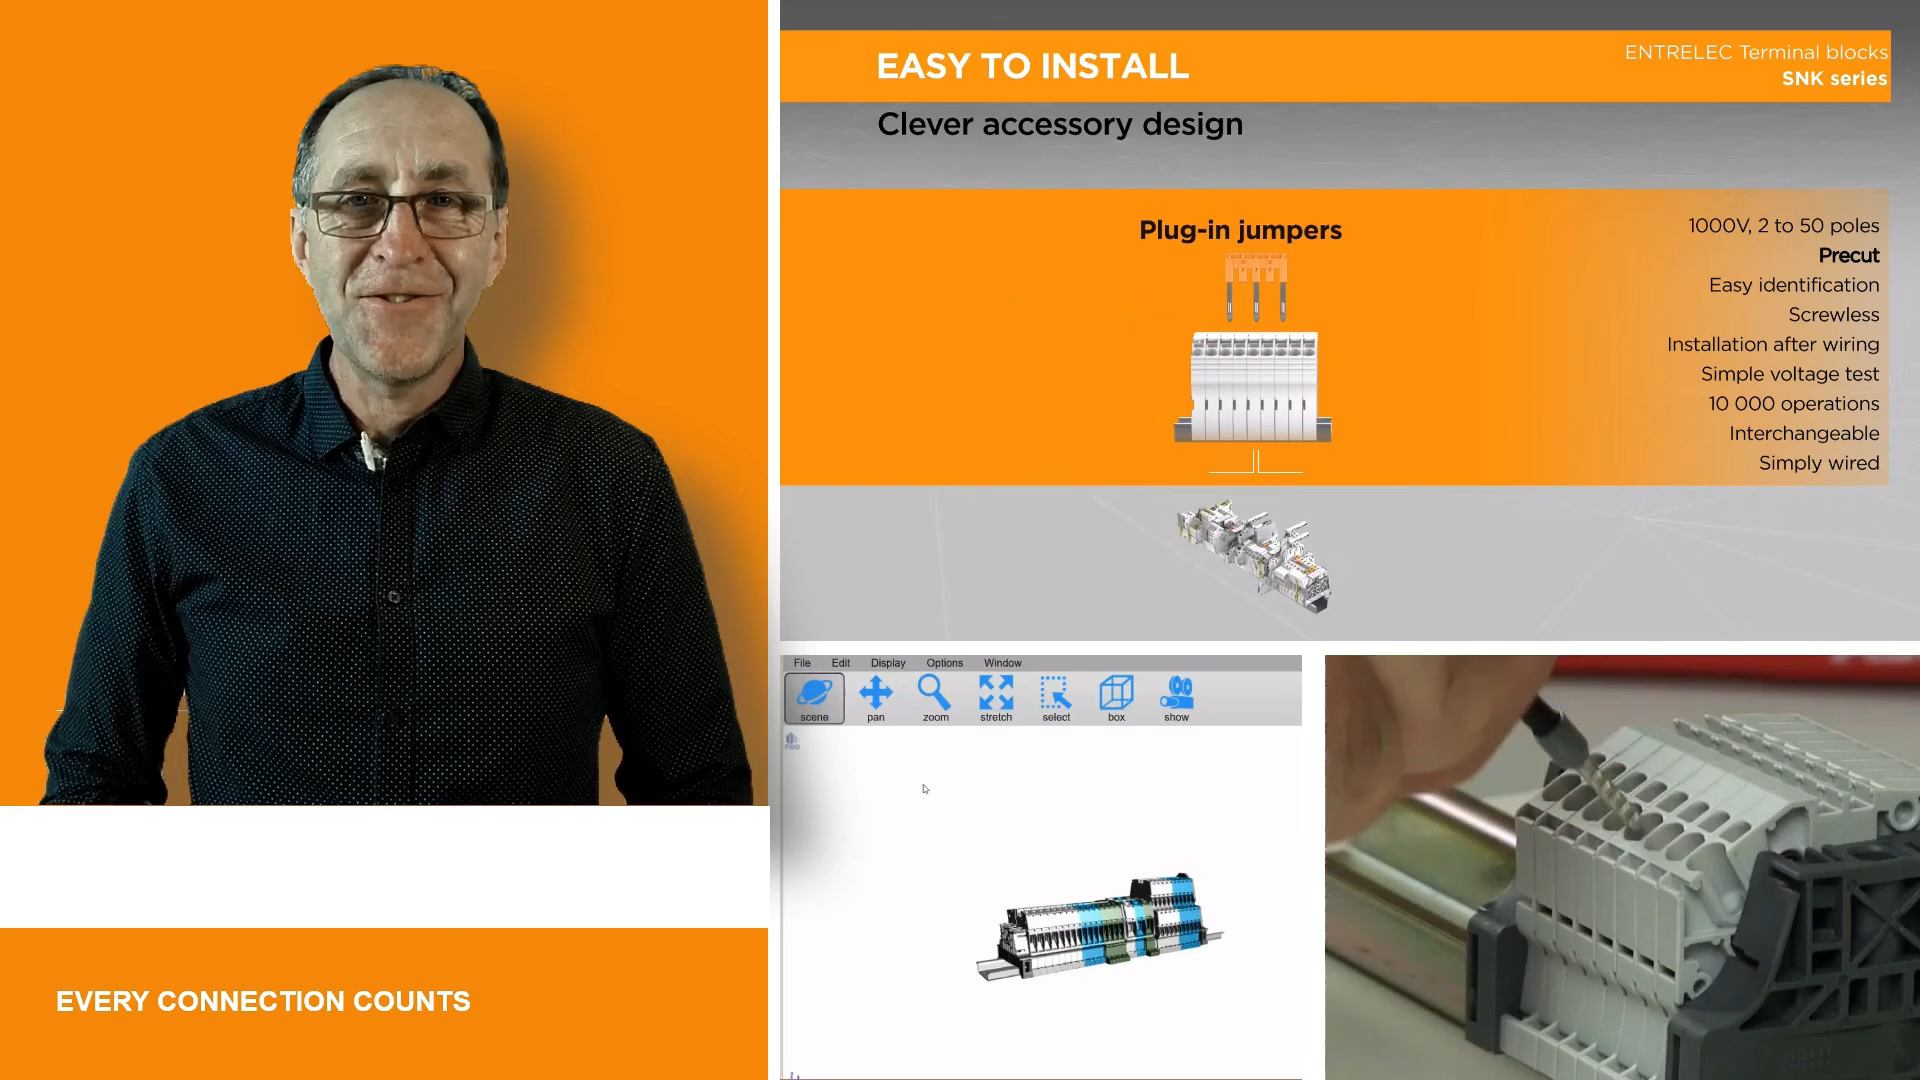 EASY TO INSTALL
ENTRELEC Terminal blocks
SNK series
Clever accessory design
Plug-in jumpers
1000V, 2 to 50 poles
Precut
Easy identification
Screwless
Installation after wiring
Simple voltage test
10 000 operations
Interchangeable
Simply wired
File Edit Display Options Window
scene pan zoom stretch select box show
PRO
EVERY CONNECTION COUNTS